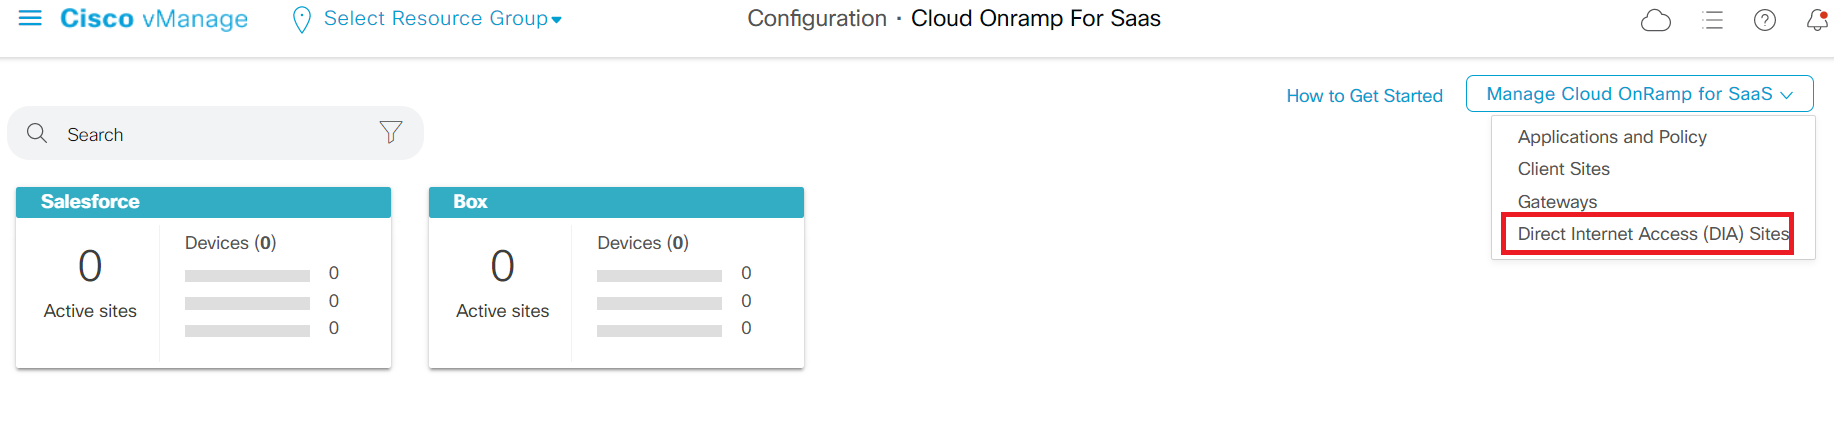 Cisco vManage Select Resource Group Configuration · Cloud Onramp For Saas
How to Get Started Manage Cloud OnRamp for SaaS
Search
Applications and Policy
Client Sites
Gateways
Direct Internet Access (DIA) Sites
Salesforce
0
Active sites
Devices (0)
0
0
0
Box
0
Active sites
Devices (0)
0
0
0